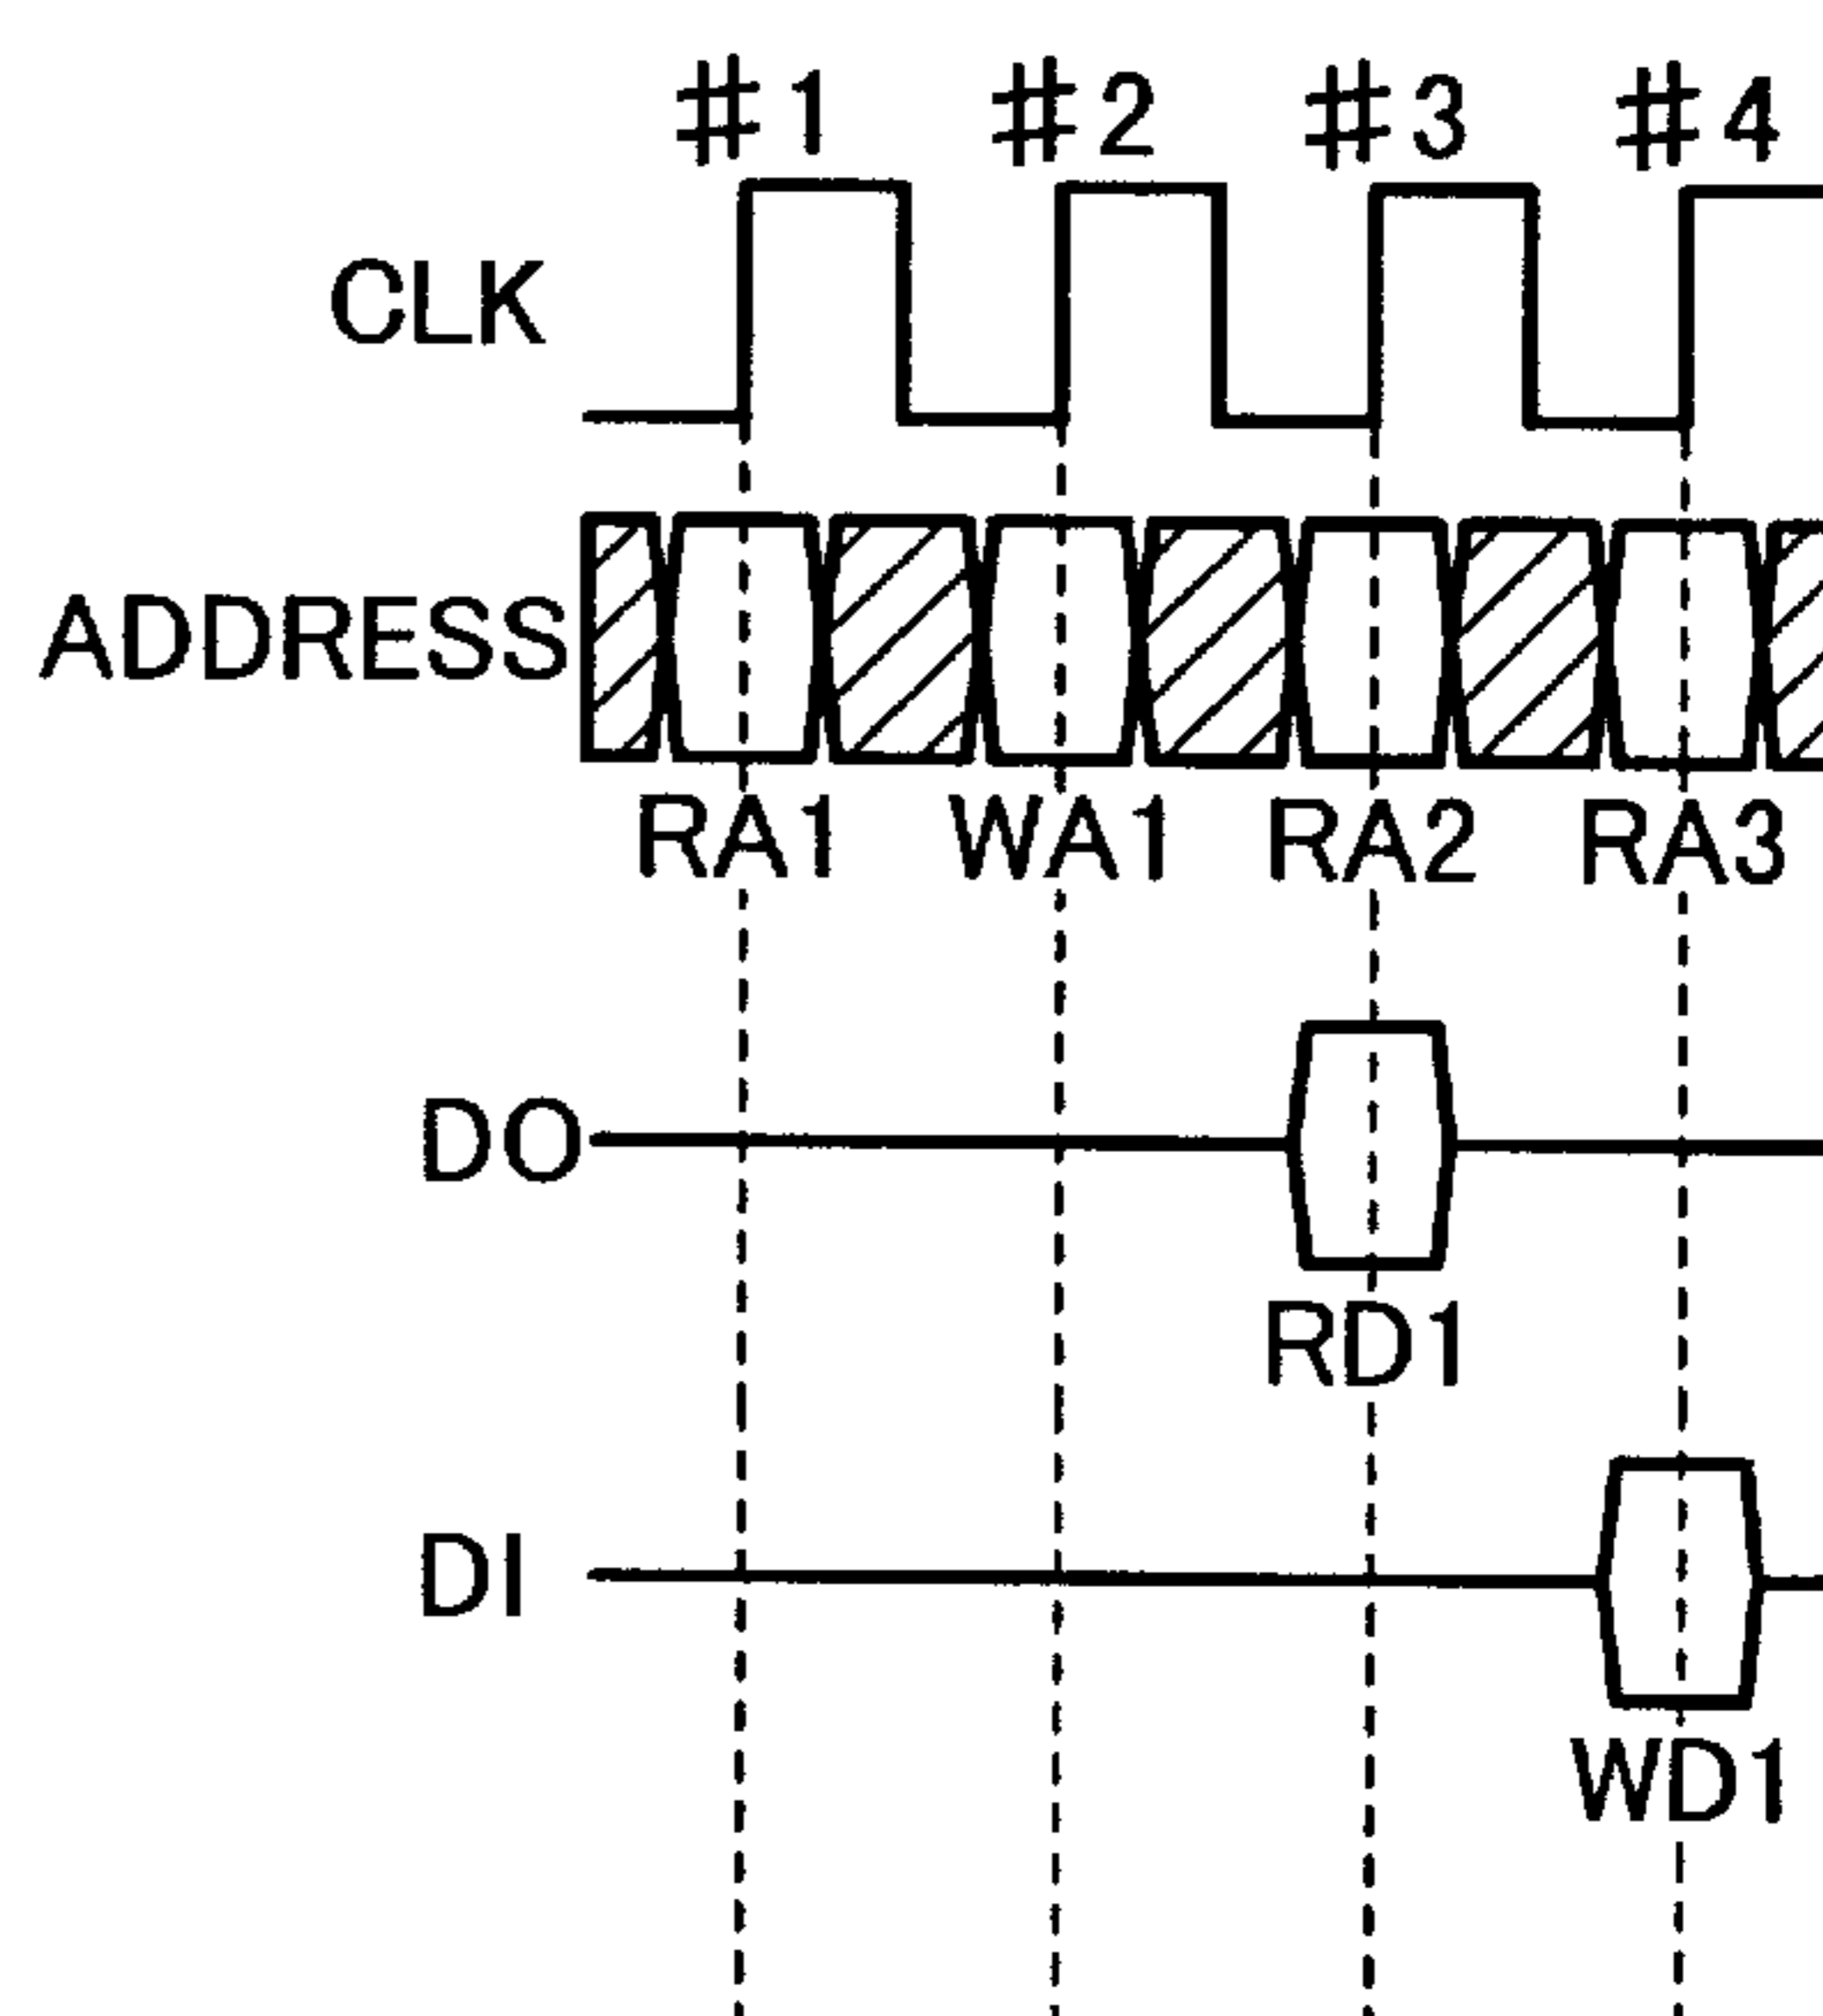 #1 #2 #3 #4
CLK
ADDRESS
RA1 WA1 RA2 RA3
DO
RD1
DI
WD1